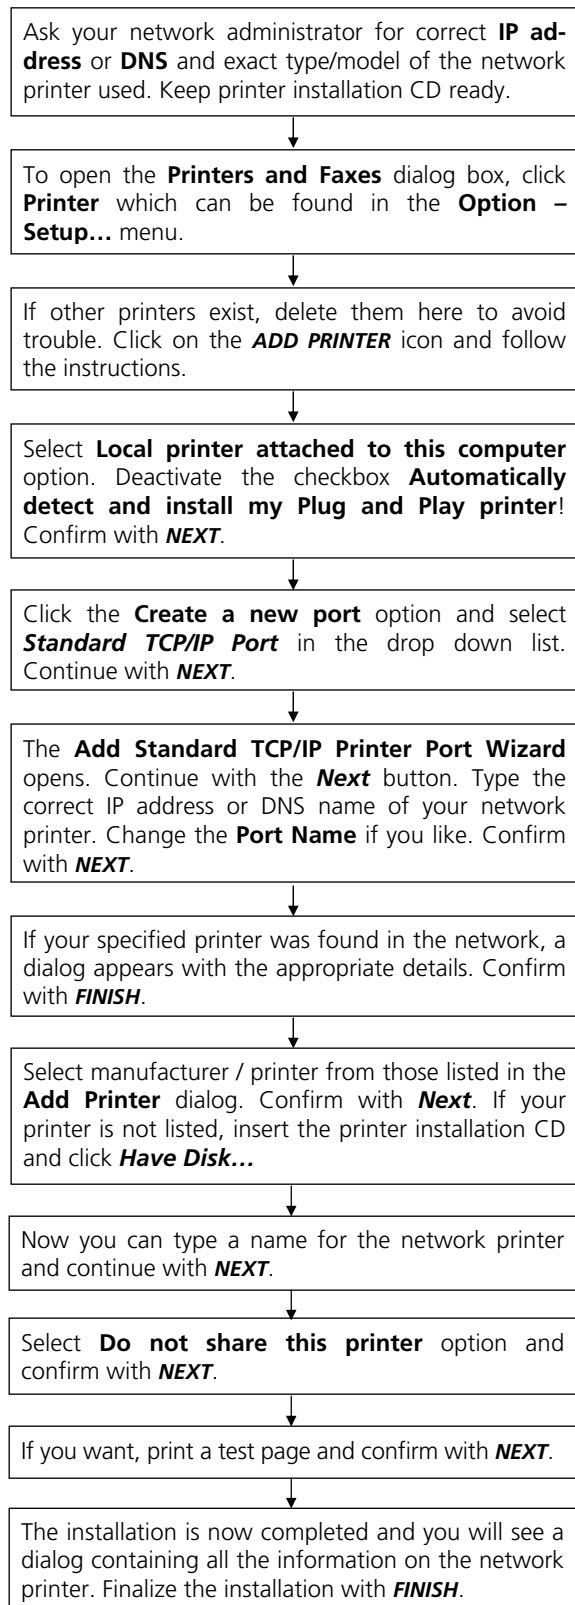 Ask your network administrator for correct IP ad-
dress or DNS and exact type/model of the network
printer used. Keep printer installation CD ready.
To open the Printers and Faxes dialog box, click
Printer which can be found in the Option –
Setup... menu.
If other printers exist, delete them here to avoid
trouble. Click on the ADD PRINTER icon and follow
the instructions.
Select Local printer attached to this computer
option. Deactivate the checkbox Automatically
detect and install my Plug and Play printer!
Confirm with NEXT.
Click the Create a new port option and select
Standard TCP/IP Port in the drop down list.
Continue with NEXT.
The Add Standard TCP/IP Printer Port Wizard
opens. Continue with the Next button. Type the
correct IP address or DNS name of your network
printer. Change the Port Name if you like. Confirm
with NEXT.
If your specified printer was found in the network, a
dialog appears with the appropriate details. Confirm
with FINISH.
Select manufacturer / printer from those listed in the
Add Printer dialog. Confirm with Next. If your
printer is not listed, insert the printer installation CD
and click Have Disk...
Now you can type a name for the network printer
and continue with NEXT.
Select Do not share this printer option and
confirm with NEXT.
If you want, print a test page and confirm with NEXT.
The installation is now completed and you will see a
dialog containing all the information on the network
printer. Finalize the installation with FINISH.